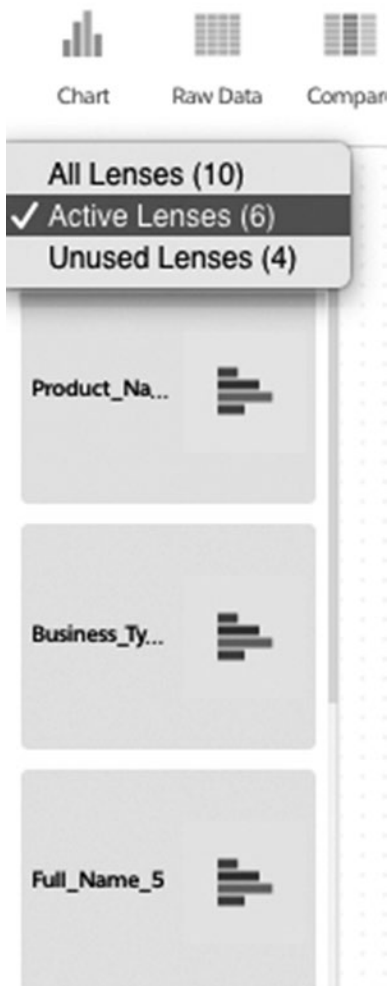 Chart Raw Data Compar
All Lenses (10)
✓ Active Lenses (6)
Unused Lenses (4)
Product_Na...
Business_Ty...
Full_Name_5